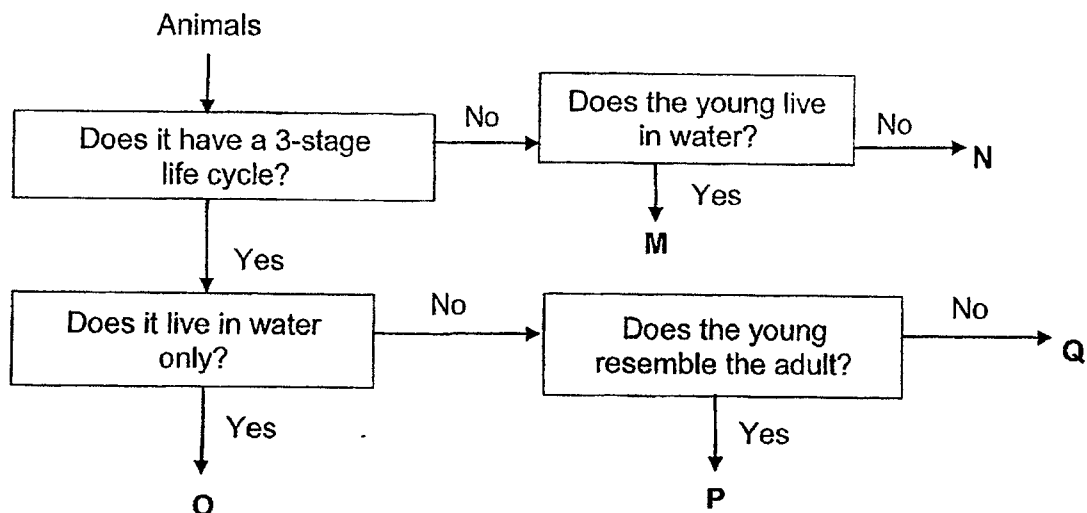 Animals
Does it have a 3-stage
life cycle?
No
Does the young live
in water?
No
N
Yes
M
Yes
Does it live in water
only?
No
Does the young
resemble the adult?
No
Q
Yes
O
Yes
P